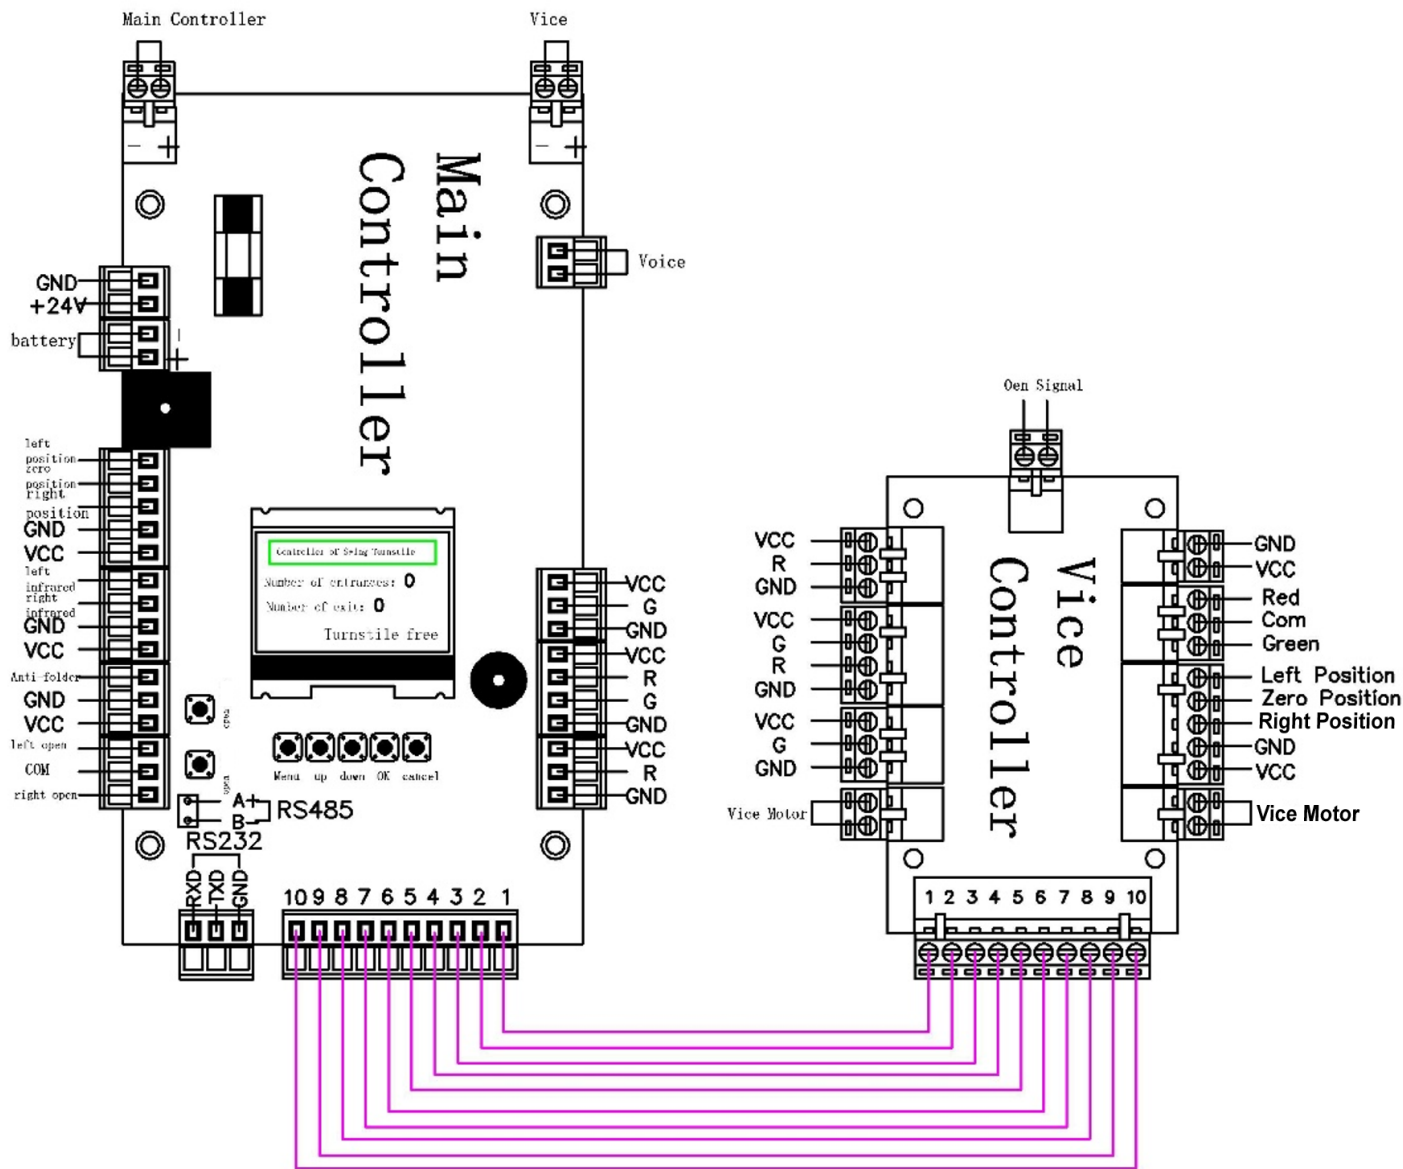 Main Controller
Vice
- +
- +
Main
Controller
Voice
GND
+24V
battery
-
+
left
position
zero
position
right
position
GND
VCC
left
infrared
right
infrared
GND
VCC
Anti-folder
GND
VCC
left open
COM
right open
Controller of Swing Turnstile
Number of entrances: 0
Number of exit: 0
Turnstile free
open
open
Menu up down OK cancel
A+
B-
RS485
RS232
RXD
TXD
GND
VCC
G
GND
VCC
R
G
GND
VCC
R
GND
10 9 8 7 6 5 4 3 2 1
Oen Signal
Vice
Controller
VCC
R
GND
VCC
G
R
GND
VCC
G
GND
Vice Motor
GND
VCC
Red
Com
Green
Left Position
Zero Position
Right Position
GND
VCC
Vice Motor
1 2 3 4 5 6 7 8 9 10